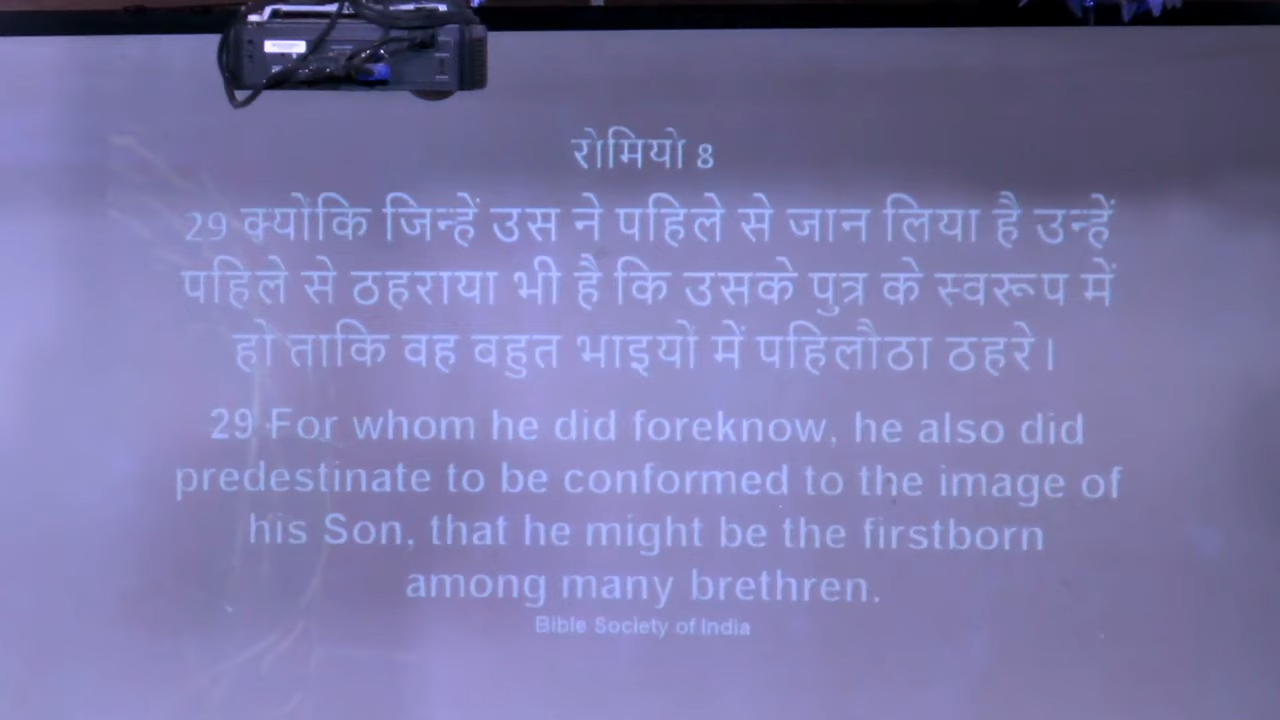 रोमियो 8
29 क्योंकि जिन्हें उस ने पहिले से जान लिया है उन्हें
पहिले से ठहराया भी है कि उसके पुत्र के स्वरूप में
हो ताकि वह वहुत भाइयों में पहिलौठा ठहरे।
29 For whom he did foreknow, he also did
predestinate to be conformed to the image of
his Son, that he might be the firstborn
among many brethren.
Bible Society of India